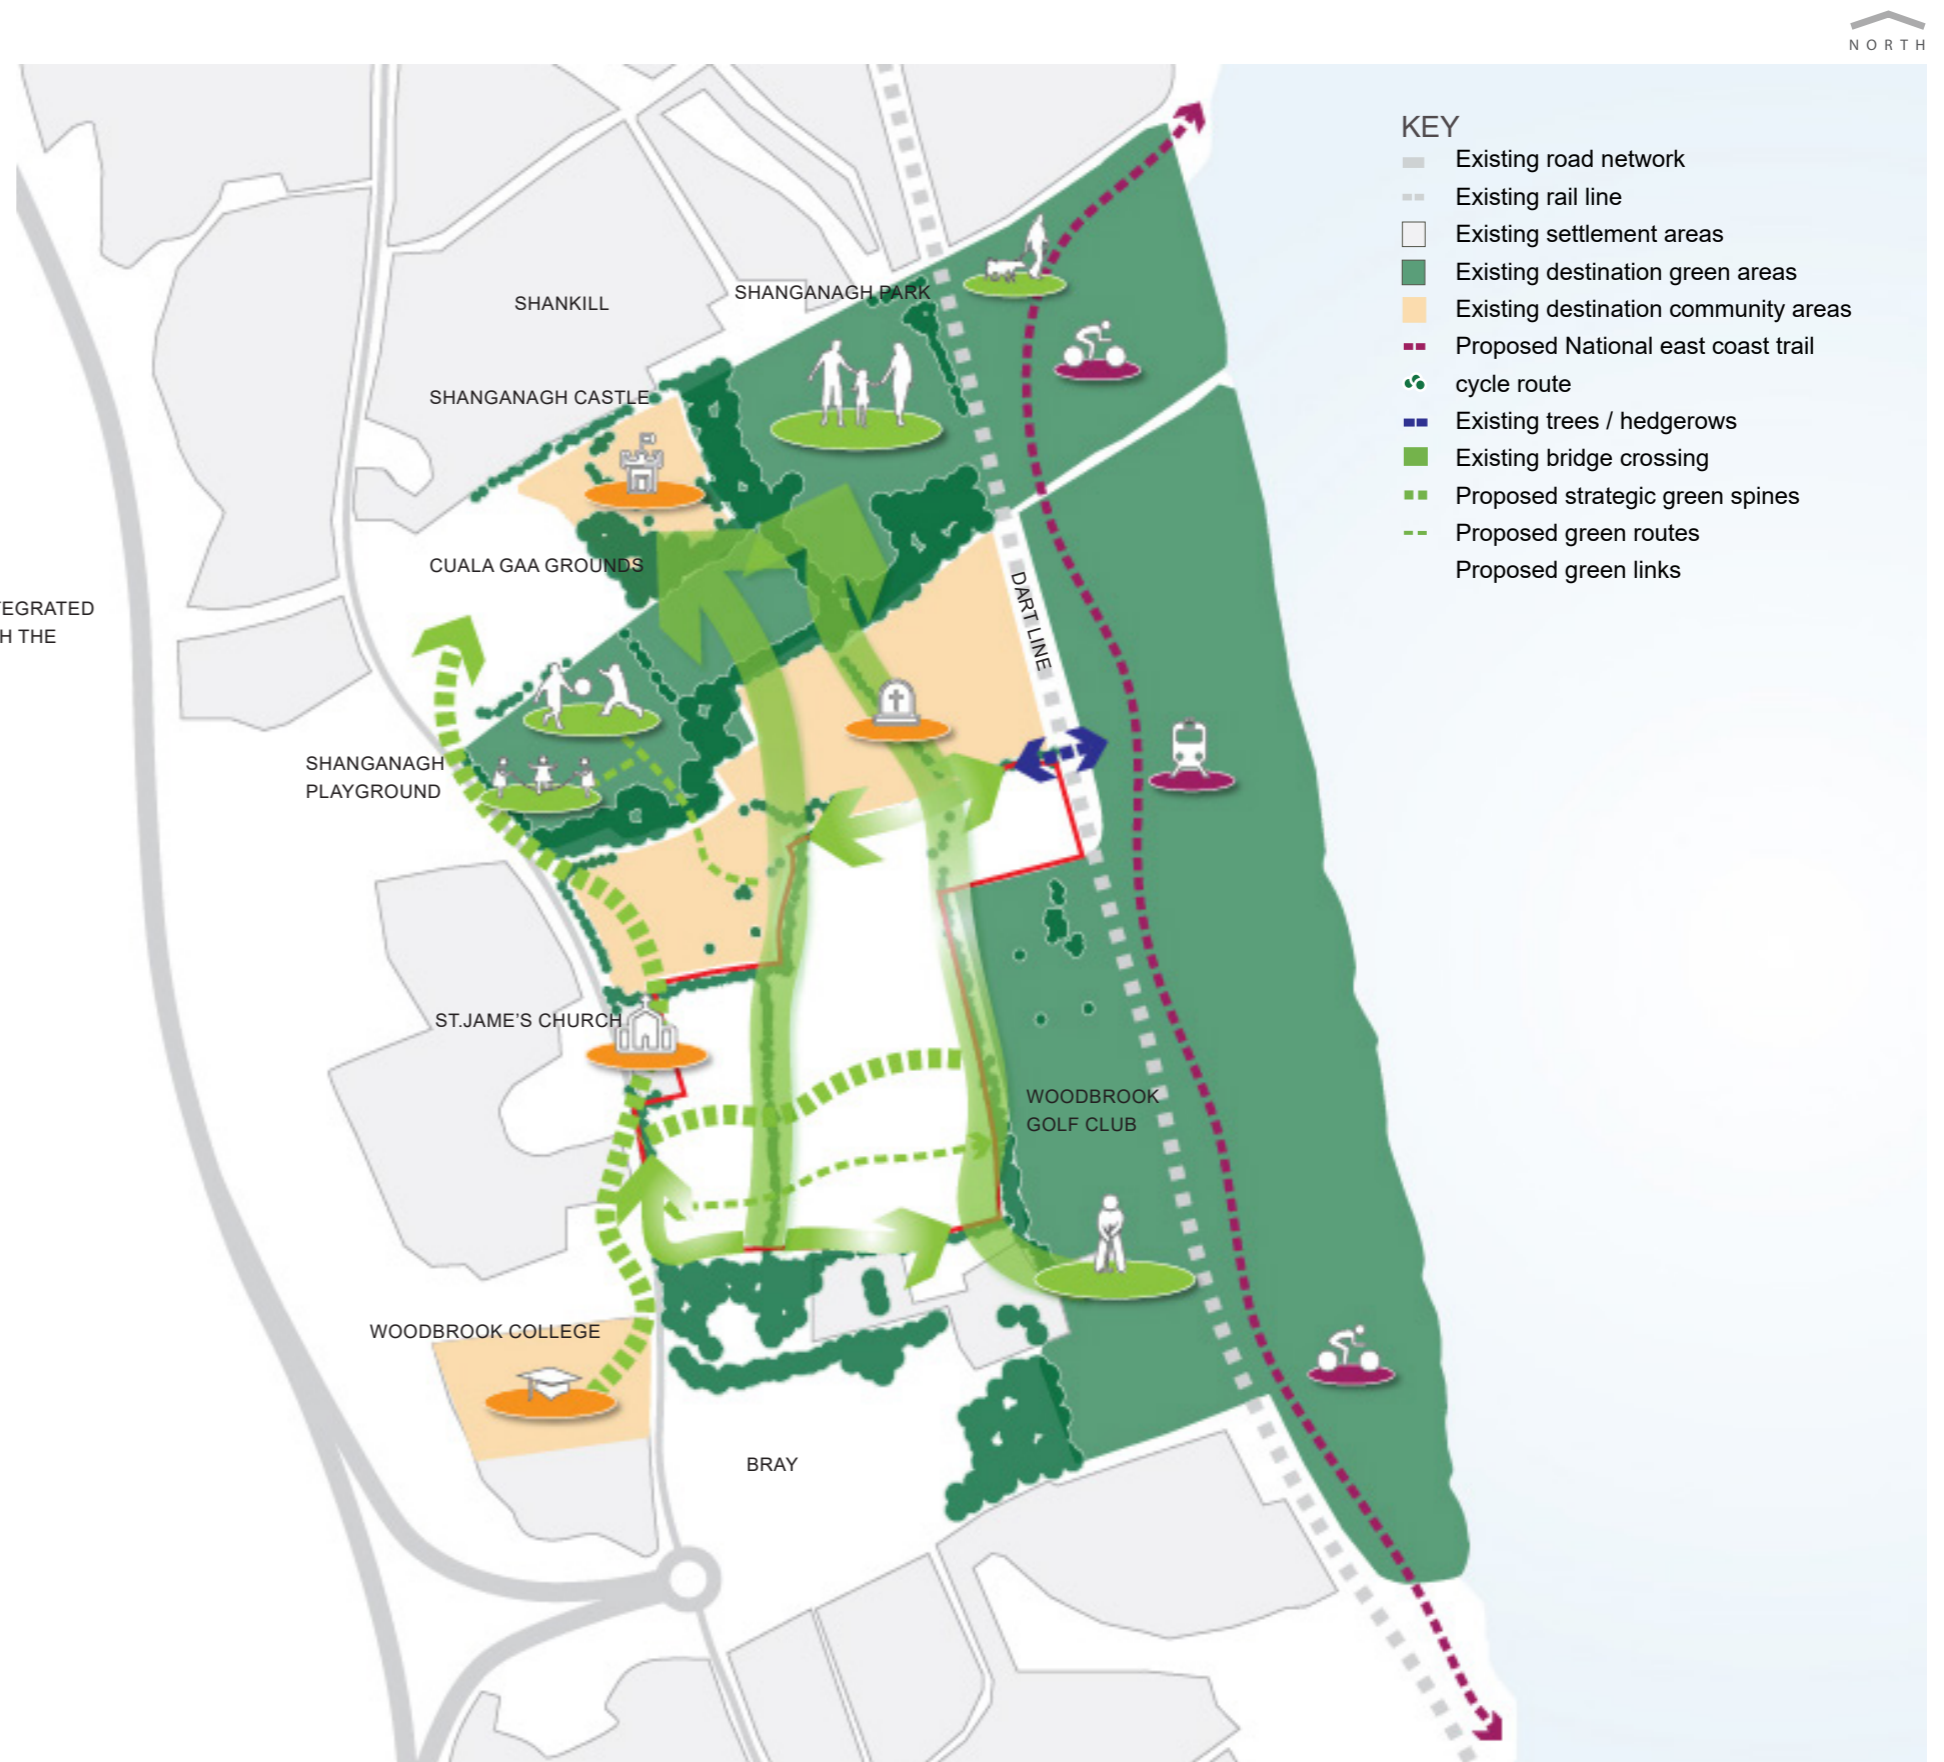 NORTH
KEY
Existing road network
Existing rail line
Existing settlement areas
Existing destination green areas
Existing destination community areas
Proposed National east coast trail
cycle route
Existing trees / hedgerows
Existing bridge crossing
Proposed strategic green spines
Proposed green routes
Proposed green links
SHANGANAGH PARK
SHANKILL
SHANGANAGH CASTLE
CUALA GAA GROUNDS
DART LINE
TEGRATED
H THE
SHANGANAGH
PLAYGROUND
ST.JAME'S CHURCH
WOODBROOK
GOLF CLUB
WOODBROOK COLLEGE
BRAY